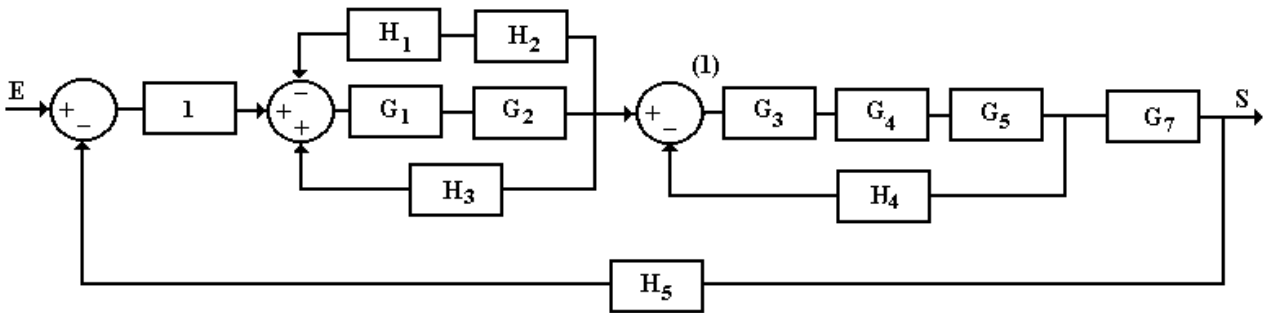 H1 H2
(1)
E + − 1 − + + G1 G2 + − G3 G4 G5 G7 S
H3 H4
H5